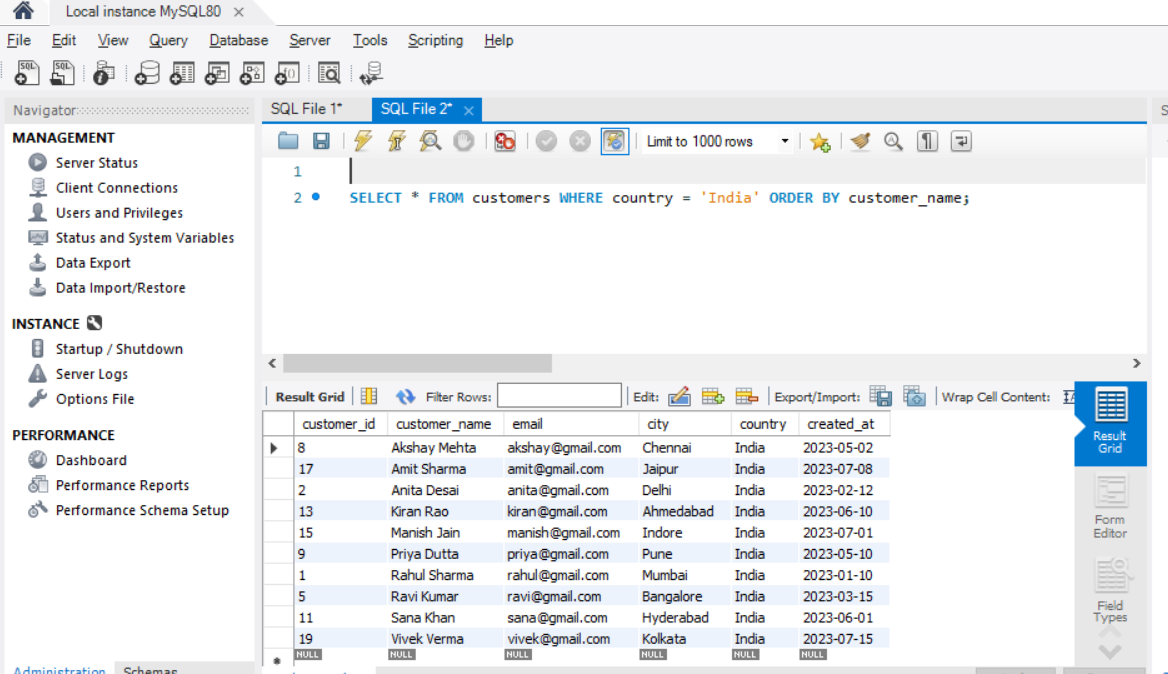 Local instance MySQL80
File Edit View Query Database Server Tools Scripting Help
Navigator
MANAGEMENT
Server Status
Client Connections
Users and Privileges
Status and System Variables
Data Export
Data Import/Restore
INSTANCE
Startup / Shutdown
Server Logs
Options File
PERFORMANCE
Dashboard
Performance Reports
Performance Schema Setup
Administration Schemas
SQL File 1* SQL File 2*
Limit to 1000 rows
1
2 SELECT * FROM customers WHERE country = 'India' ORDER BY customer_name;
Result Grid Filter Rows: Edit: Export/Import: Wrap Cell Content:
customer_id customer_name email city country created_at
8 Akshay Mehta akshay@gmail.com Chennai India 2023-05-02
17 Amit Sharma amit@gmail.com Jaipur India 2023-07-08
2 Anita Desai anita@gmail.com Delhi India 2023-02-12
13 Kiran Rao kiran@gmail.com Ahmedabad India 2023-06-10
15 Manish Jain manish@gmail.com Indore India 2023-07-01
9 Priya Dutta priya@gmail.com Pune India 2023-05-10
1 Rahul Sharma rahul@gmail.com Mumbai India 2023-01-10
5 Ravi Kumar ravi@gmail.com Bangalore India 2023-03-15
11 Sana Khan sana@gmail.com Hyderabad India 2023-06-01
19 Vivek Verma vivek@gmail.com Kolkata India 2023-07-15
NULL NULL NULL NULL NULL NULL
Result
Grid
Form
Editor
Field
Types